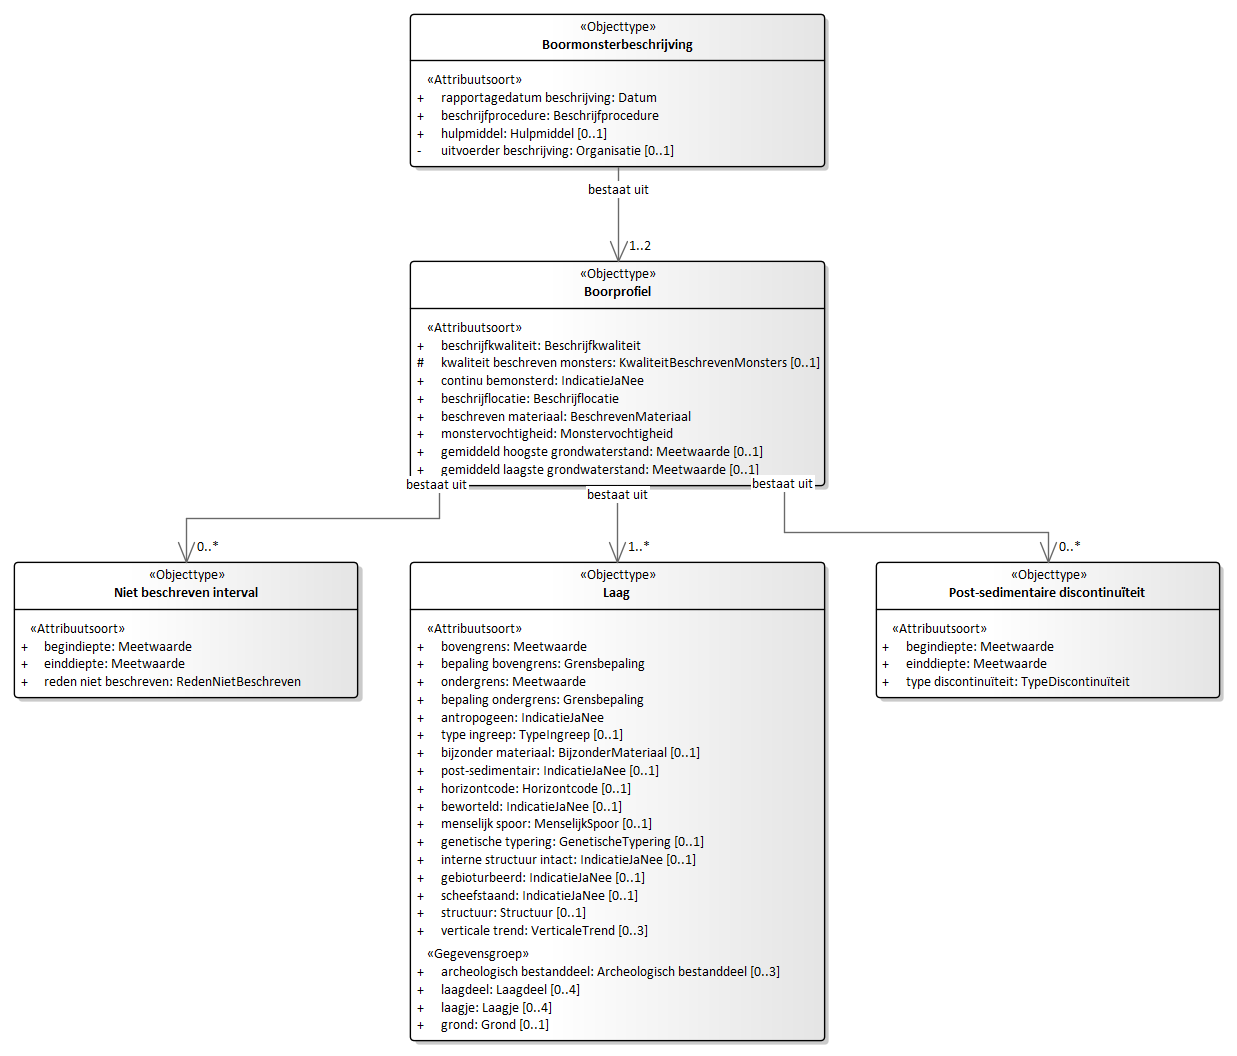 «Objecttype»
Boormonsterbeschrijving
«Attribuutsoort»
+ rapportagedatum beschrijving: Datum
+ beschrijfprocedure: Beschrijfprocedure
+ hulpmiddel: Hulpmiddel [0..1]
- uitvoerder beschrijving: Organisatie [0..1]
bestaat uit
1..2
«Objecttype»
Boorprofiel
«Attribuutsoort»
+ beschrijfkwaliteit: Beschrijfkwaliteit
# kwaliteit beschreven monsters: KwaliteitBeschrevenMonsters [0..1]
+ continu bemonsterd: IndicatieJaNee
+ beschrijflocatie: Beschrijflocatie
+ beschreven materiaal: BeschrevenMateriaal
+ monstervochtigheid: Monstervochtigheid
+ gemiddeld hoogste grondwaterstand: Meetwaarde [0..1]
+ gemiddeld laagste grondwaterstand: Meetwaarde [0..1]
bestaat uit
bestaat uit
bestaat uit
0..*
1..*
0..*
«Objecttype»
Niet beschreven interval
«Attribuutsoort»
+ begindiepte: Meetwaarde
+ einddiepte: Meetwaarde
+ reden niet beschreven: RedenNietBeschreven
«Objecttype»
Laag
«Attribuutsoort»
+ bovengrens: Meetwaarde
+ bepaling bovengrens: Grensbepaling
+ ondergrens: Meetwaarde
+ bepaling ondergrens: Grensbepaling
+ antropogeen: IndicatieJaNee
+ type ingreep: TypeIngreep [0..1]
+ bijzonder materiaal: BijzonderMateriaal [0..1]
+ post-sedimentair: IndicatieJaNee [0..1]
+ horizontcode: Horizontcode [0..1]
+ beworteld: IndicatieJaNee [0..1]
+ menselijk spoor: MenselijkSpoor [0..1]
+ genetische typering: GenetischeTypering [0..1]
+ interne structuur intact: IndicatieJaNee [0..1]
+ gebioturbeerd: IndicatieJaNee [0..1]
+ scheefstaand: IndicatieJaNee [0..1]
+ structuur: Structuur [0..1]
+ verticale trend: VerticaleTrend [0..3]
«Gegevensgroep»
+ archeologisch bestanddeel: Archeologisch bestanddeel [0..3]
+ laagdeel: Laagdeel [0..4]
+ laagje: Laagje [0..4]
+ grond: Grond [0..1]
«Objecttype»
Post-sedimentaire discontinuïteit
«Attribuutsoort»
+ begindiepte: Meetwaarde
+ einddiepte: Meetwaarde
+ type discontinuïteit: TypeDiscontinuïteit